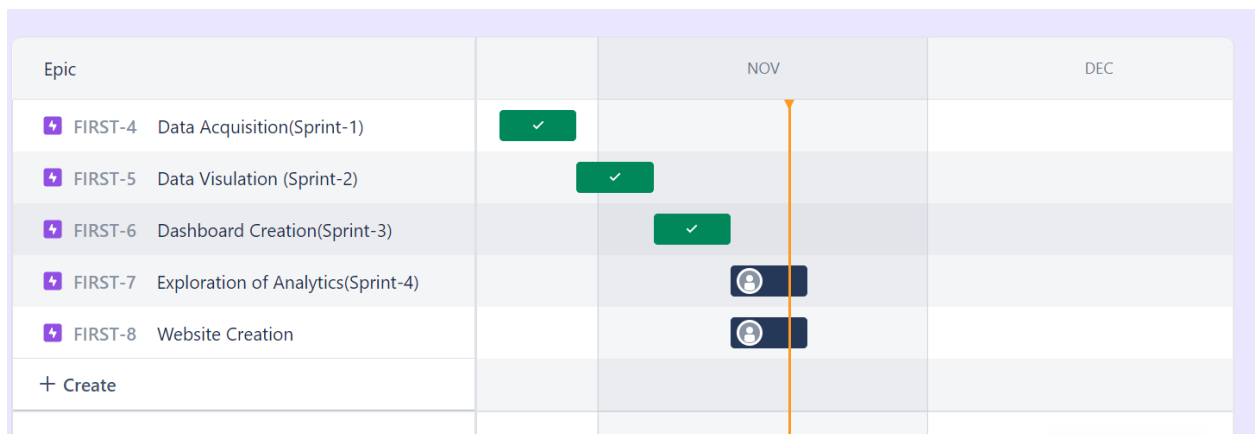 Epic NOV DEC
FIRST-4 Data Acquisition(Sprint-1)
FIRST-5 Data Visulation (Sprint-2)
FIRST-6 Dashboard Creation(Sprint-3)
FIRST-7 Exploration of Analytics(Sprint-4)
FIRST-8 Website Creation
+ Create